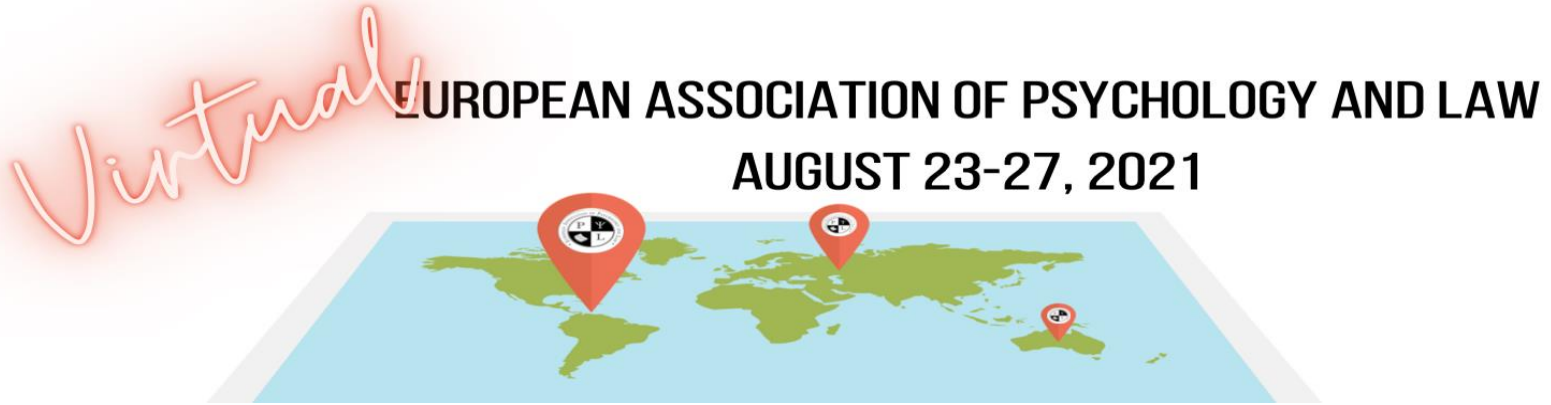 Virtual
EUROPEAN ASSOCIATION OF PSYCHOLOGY AND LAW
AUGUST 23-27, 2021
P Ψ
L